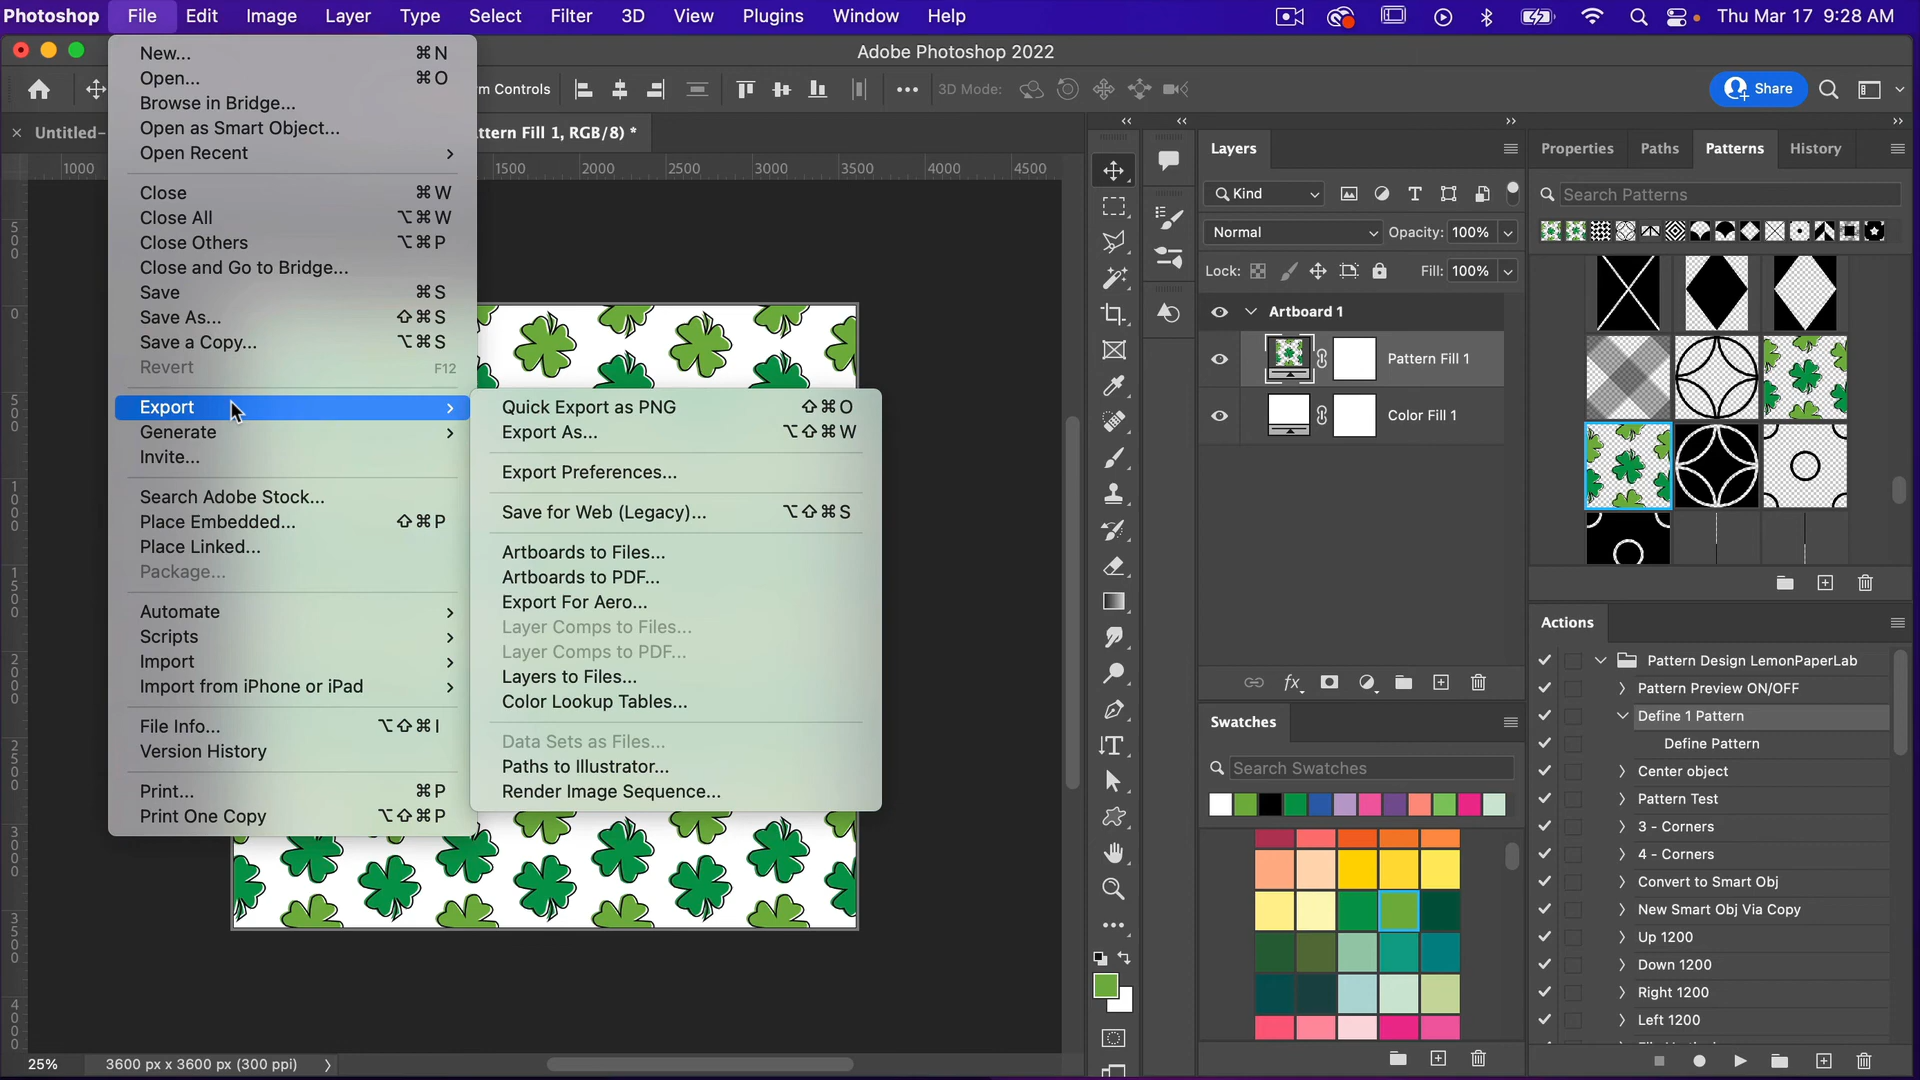 Photoshop File Edit Image Layer Type Select Filter 3D View Plugins Window Help Thu Mar 17 9:28 AM
Adobe Photoshop 2022
m Controls 3D Mode: Share
Untitled- ttern Fill 1, RGB/8) *
1000 1500 2000 2500 3000 3500 4000 4500
New... ⌘N
Open... ⌘O
Browse in Bridge...
Open as Smart Object...
Open Recent
Close ⌘W
Close All ⌥⌘W
Close Others ⌥⌘P
Close and Go to Bridge...
Save ⌘S
Save As... ⇧⌘S
Save a Copy... ⌥⌘S
Revert F12
Export
Generate
Invite...
Search Adobe Stock...
Place Embedded... ⇧⌘P
Place Linked...
Package...
Automate
Scripts
Import
Import from iPhone or iPad
File Info... ⌥⇧⌘I
Version History
Print... ⌘P
Print One Copy ⌥⇧⌘P
Quick Export as PNG ⇧⌘O
Export As... ⌥⇧⌘W
Export Preferences...
Save for Web (Legacy)... ⌥⇧⌘S
Artboards to Files...
Artboards to PDF...
Export For Aero...
Layer Comps to Files...
Layer Comps to PDF...
Layers to Files...
Color Lookup Tables...
Data Sets as Files...
Paths to Illustrator...
Render Image Sequence...
500
0
500
1000
1500
2000
2500
3000
3500
4000
25% 3600 px x 3600 px (300 ppi)
Layers
Kind
Normal Opacity: 100%
Lock: Fill: 100%
Artboard 1
Pattern Fill 1
Color Fill 1
fx
Swatches
Search Swatches
Properties Paths Patterns History
Search Patterns
Actions
Pattern Design LemonPaperLab
Pattern Preview ON/OFF
Define 1 Pattern
Define Pattern
Center object
Pattern Test
3 - Corners
4 - Corners
Convert to Smart Obj
New Smart Obj Via Copy
Up 1200
Down 1200
Right 1200
Left 1200